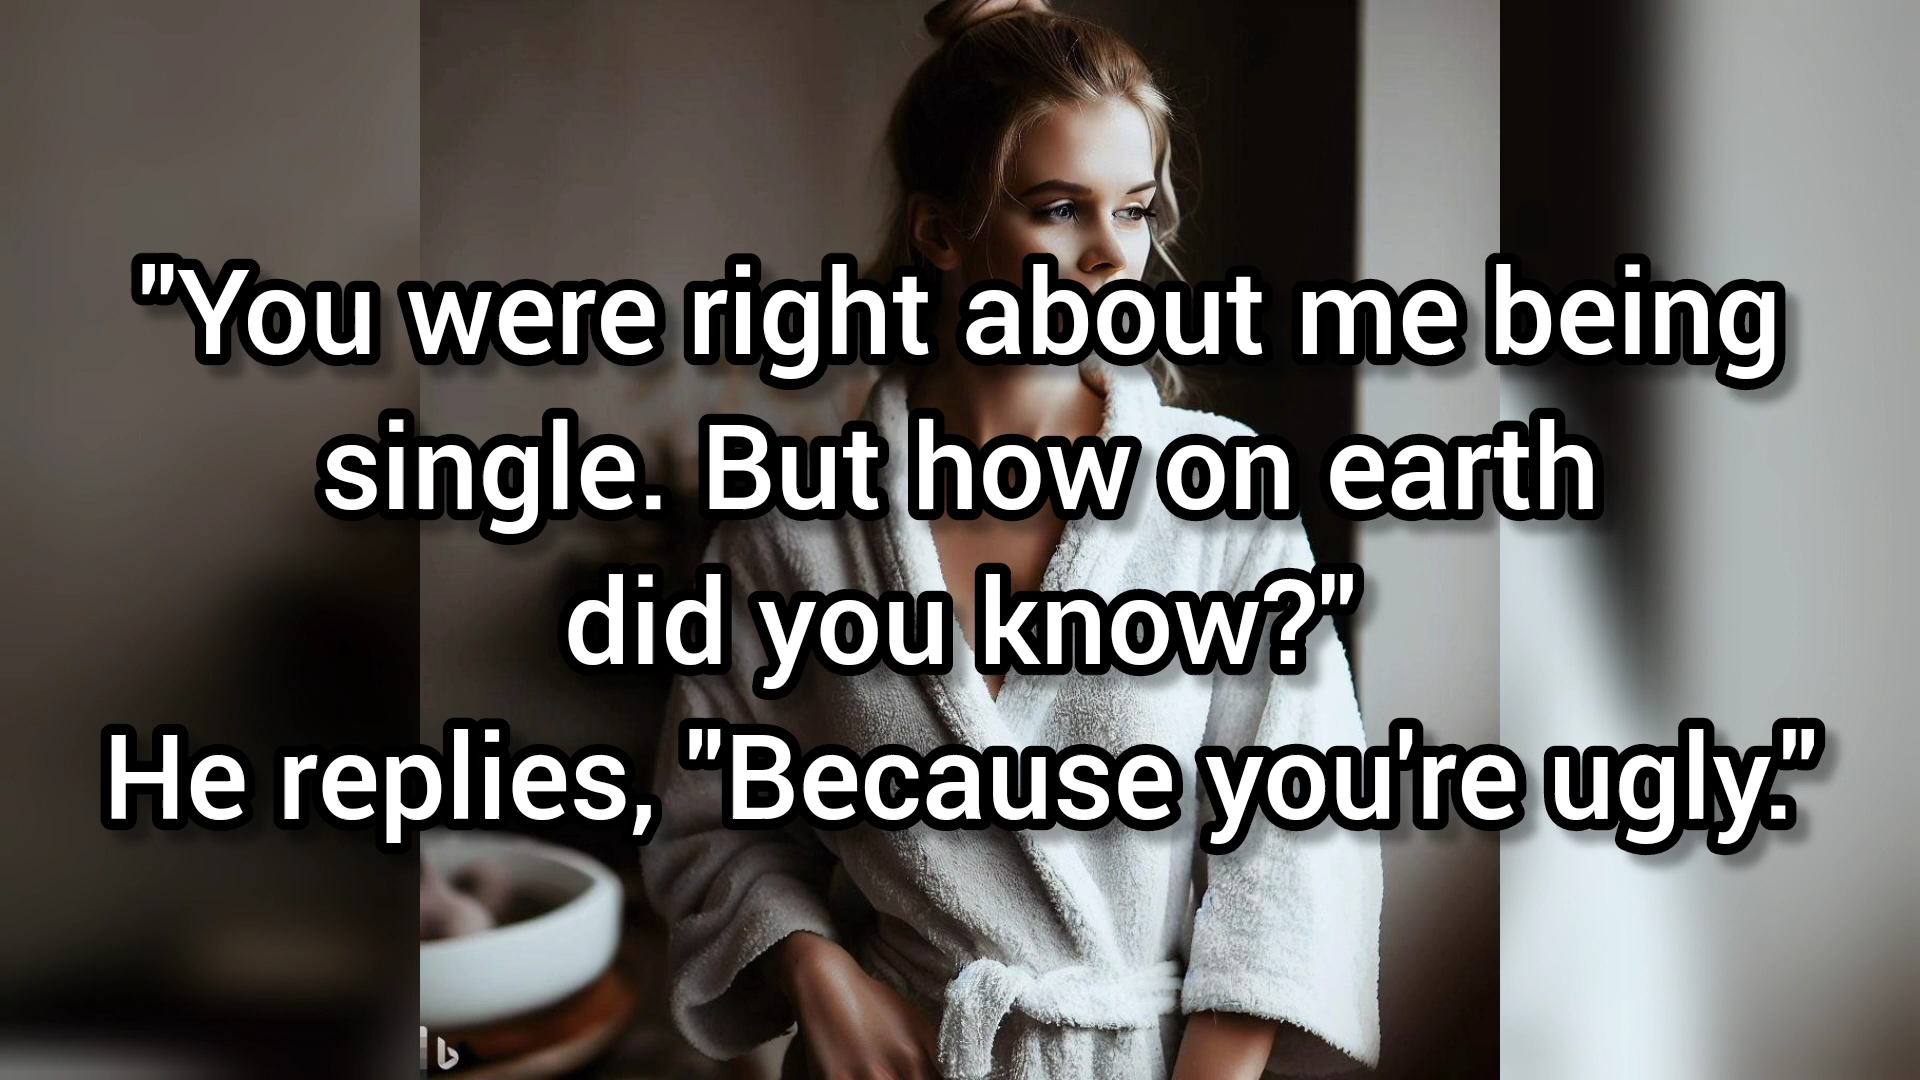 "You were right about me being
single. But how on earth
did you know?"
He replies, "Because you're ugly."
b